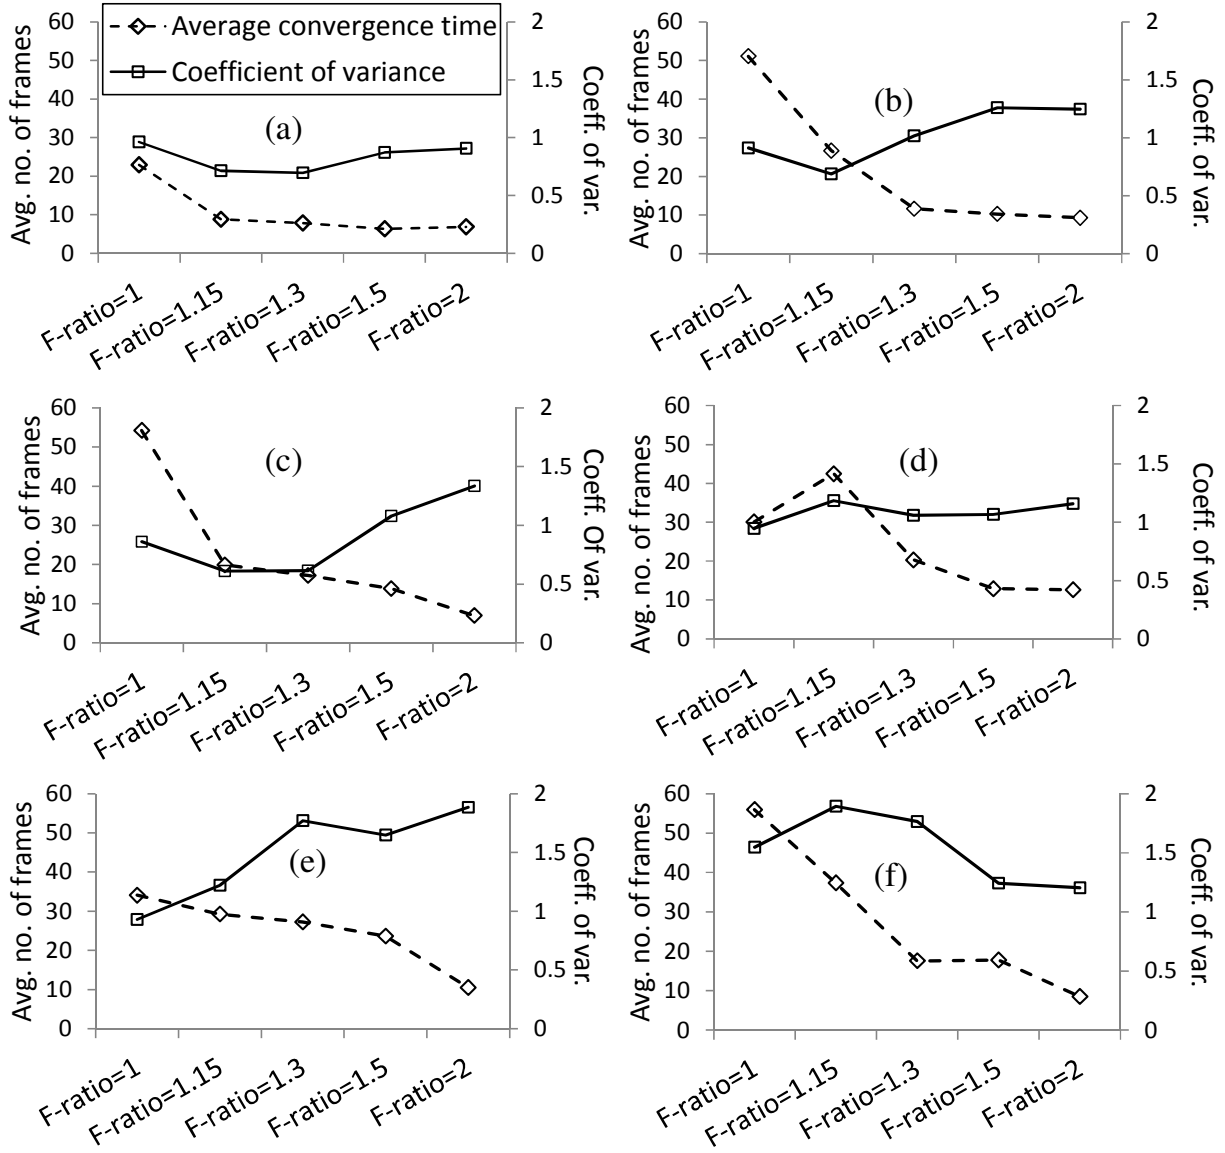 Average convergence time
Coefficient of variance
Avg. no. of frames
60
50
40
30
20
10
0
(a)
2
1.5
1
0.5
0
Coeff. of var.
F-ratio=1
F-ratio=1.15
F-ratio=1.3
F-ratio=1.5
F-ratio=2
Avg. no. of frames
60
50
40
30
20
10
0
(b)
2
1.5
1
0.5
0
Coeff. of var.
F-ratio=1
F-ratio=1.15
F-ratio=1.3
F-ratio=1.5
F-ratio=2
Avg. no. of frames
60
50
40
30
20
10
0
(c)
2
1.5
1
0.5
0
Coeff. Of var.
F-ratio=1
F-ratio=1.15
F-ratio=1.3
F-ratio=1.5
F-ratio=2
Avg. no. of frames
60
50
40
30
20
10
0
(d)
2
1.5
1
0.5
0
Coeff. of var.
F-ratio=1
F-ratio=1.15
F-ratio=1.3
F-ratio=1.5
F-ratio=2
Avg. no. of frames
60
50
40
30
20
10
0
(e)
2
1.5
1
0.5
0
Coeff. of var.
F-ratio=1
F-ratio=1.15
F-ratio=1.3
F-ratio=1.5
F-ratio=2
Avg. no. of frames
60
50
40
30
20
10
0
(f)
2
1.5
1
0.5
0
Coeff. of var.
F-ratio=1
F-ratio=1.15
F-ratio=1.3
F-ratio=1.5
F-ratio=2